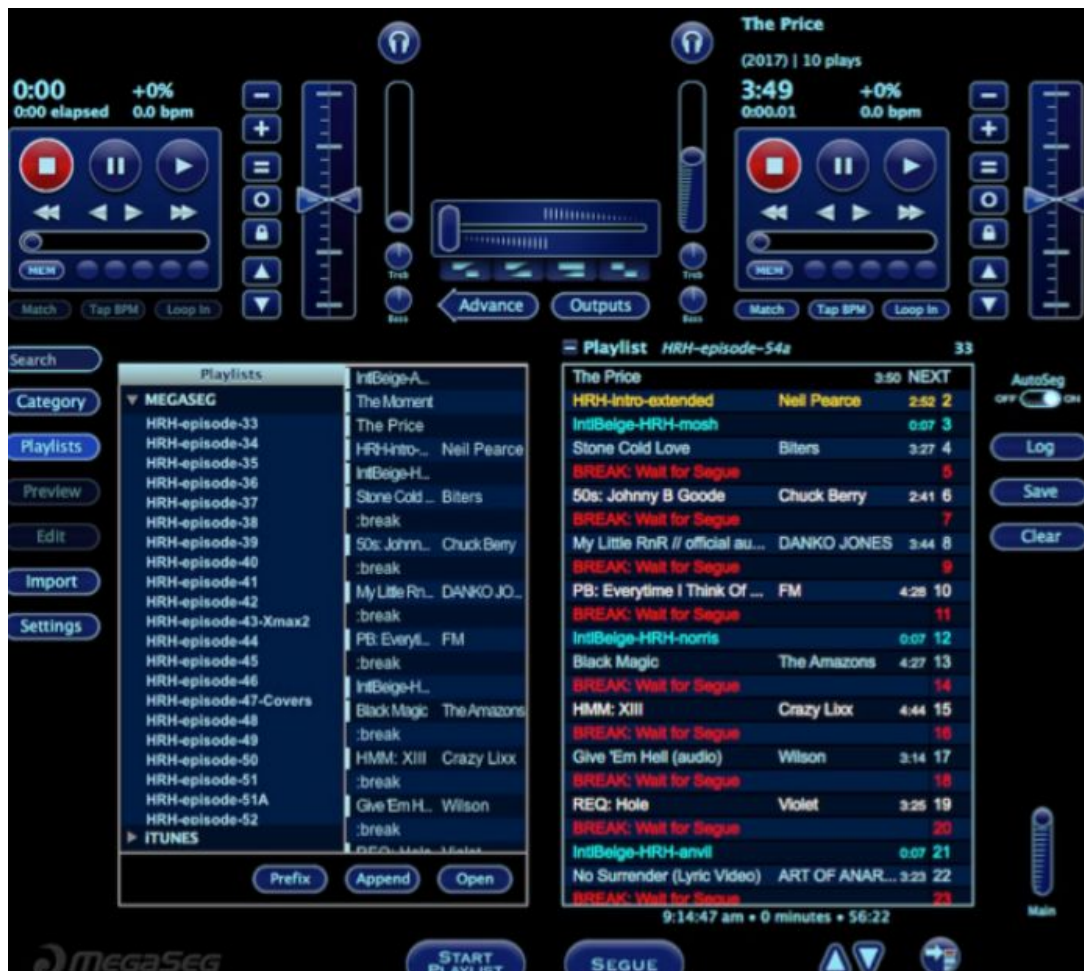 The Price
(2017) | 10 plays
0:00 +0%
0:00 elapsed 0.0 bpm
3:49 +0%
0:00.01 0.0 bpm
MEM
MEM
Treb
Treb
Match Tap BPM Loop In
Bass
Advance Outputs
Bass
Match Tap BPM Loop In
Search
Category
Playlists
Preview
Edit
Import
Settings
Playlists
MEGASEG
HRH-episode-33
HRH-episode-34
HRH-episode-35
HRH-episode-36
HRH-episode-37
HRH-episode-38
HRH-episode-39
HRH-episode-40
HRH-episode-41
HRH-episode-42
HRH-episode-43-Xmax2
HRH-episode-44
HRH-episode-45
HRH-episode-46
HRH-episode-47-Covers
HRH-episode-48
HRH-episode-49
HRH-episode-50
HRH-episode-51
HRH-episode-51A
HRH-episode-52
iTUNES
IntlBeige-A...
The Moment
The Price
HRH-intro-... Neil Pearce
IntlBeige-H...
Stone Cold ... Biters
:break
50s: Johnn... Chuck Berry
:break
My Little Rn... DANKO JO...
:break
PB: Everyti... FM
:break
IntlBeige-H...
Black Magic The Amazons
:break
HMM: XIII Crazy Lixx
:break
Give 'Em H... Wilson
:break
REQ: Hole Violet
Prefix Append Open
Playlist HRH-episode-54a 33
The Price 3:50 NEXT
HRH-intro-extended Neil Pearce 2:52 2
IntlBeige-HRH-mosh 0:07 3
Stone Cold Love Biters 3:27 4
BREAK: Wait for Segue 5
50s: Johnny B Goode Chuck Berry 2:41 6
BREAK: Wait for Segue 7
My Little RnR // official au... DANKO JONES 3:44 8
BREAK: Wait for Segue 9
PB: Everytime I Think Of ... FM 4:28 10
BREAK: Wait for Segue 11
IntlBeige-HRH-norris 0:07 12
Black Magic The Amazons 4:27 13
BREAK: Wait for Segue 14
HMM: XIII Crazy Lixx 4:44 15
BREAK: Wait for Segue 16
Give 'Em Hell (audio) Wilson 3:14 17
BREAK: Wait for Segue 18
REQ: Hole Violet 3:25 19
BREAK: Wait for Segue 20
IntlBeige-HRH-anvil 0:07 21
No Surrender (Lyric Video) ART OF ANAR... 3:23 22
BREAK: Wait for Segue 23
9:14:47 am • 0 minutes • 56:22
AutoSeg
OFF ON
Log
Save
Clear
Main
MEGASEG
START PLAYLIST
SEGUE